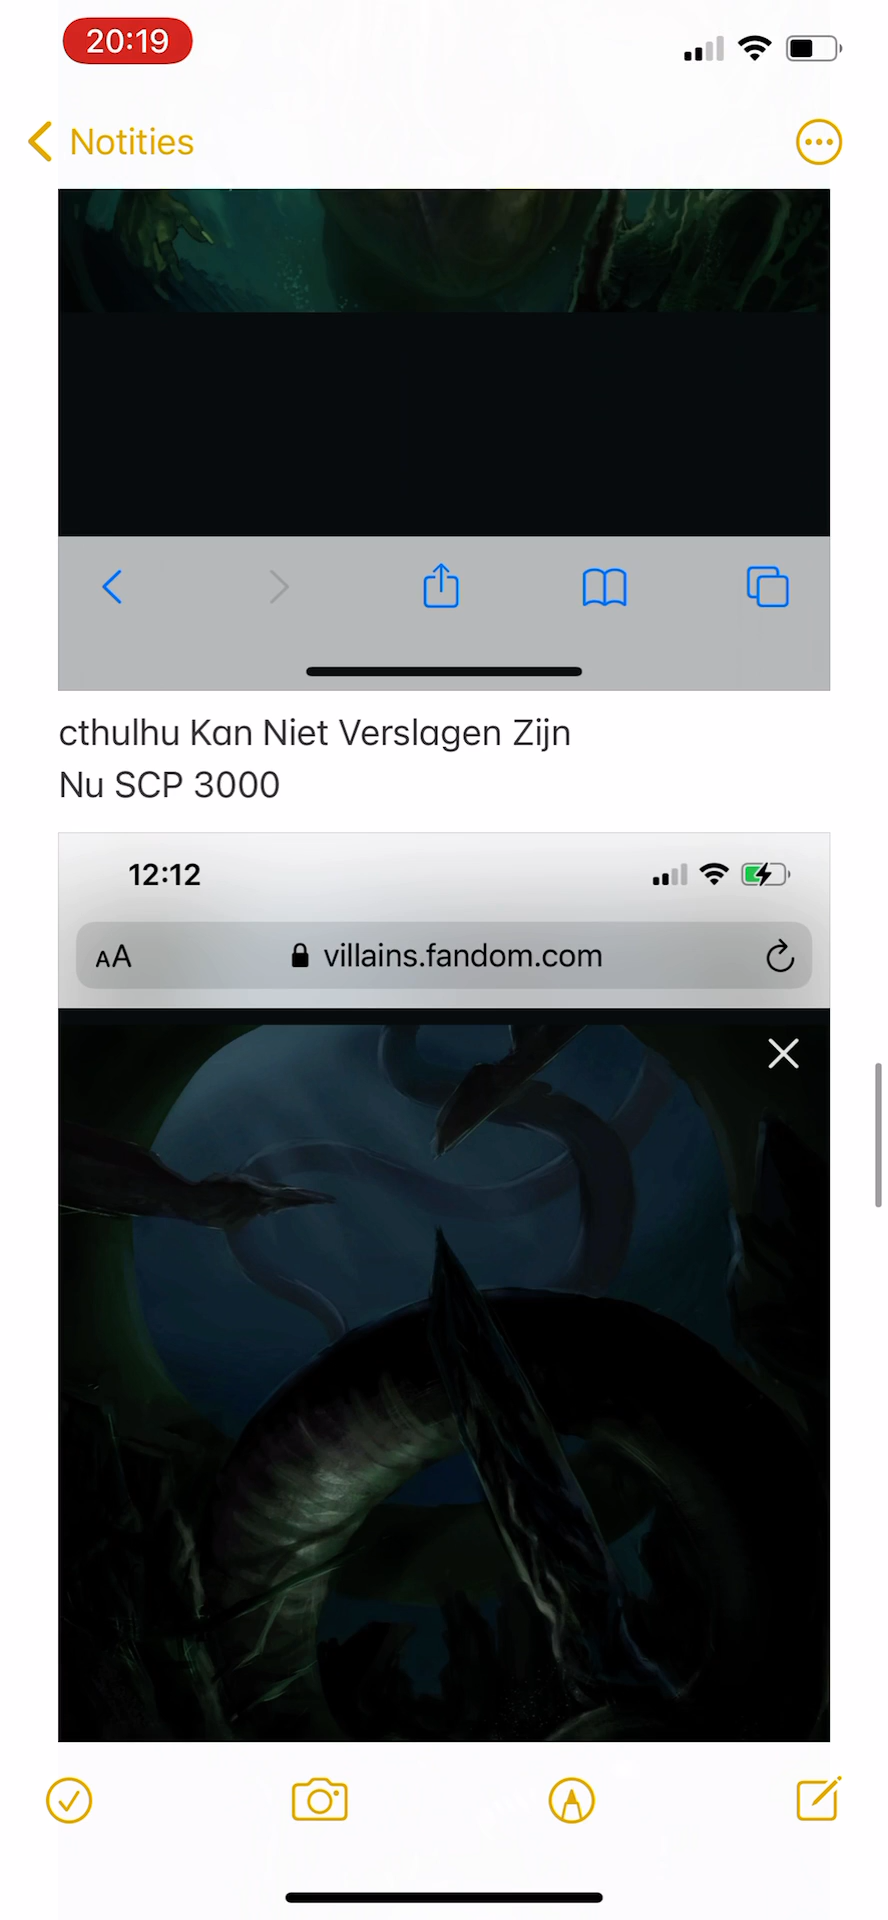 20:19
Notities
cthulhu Kan Niet Verslagen Zijn
Nu SCP 3000
12:12
AA villains.fandom.com